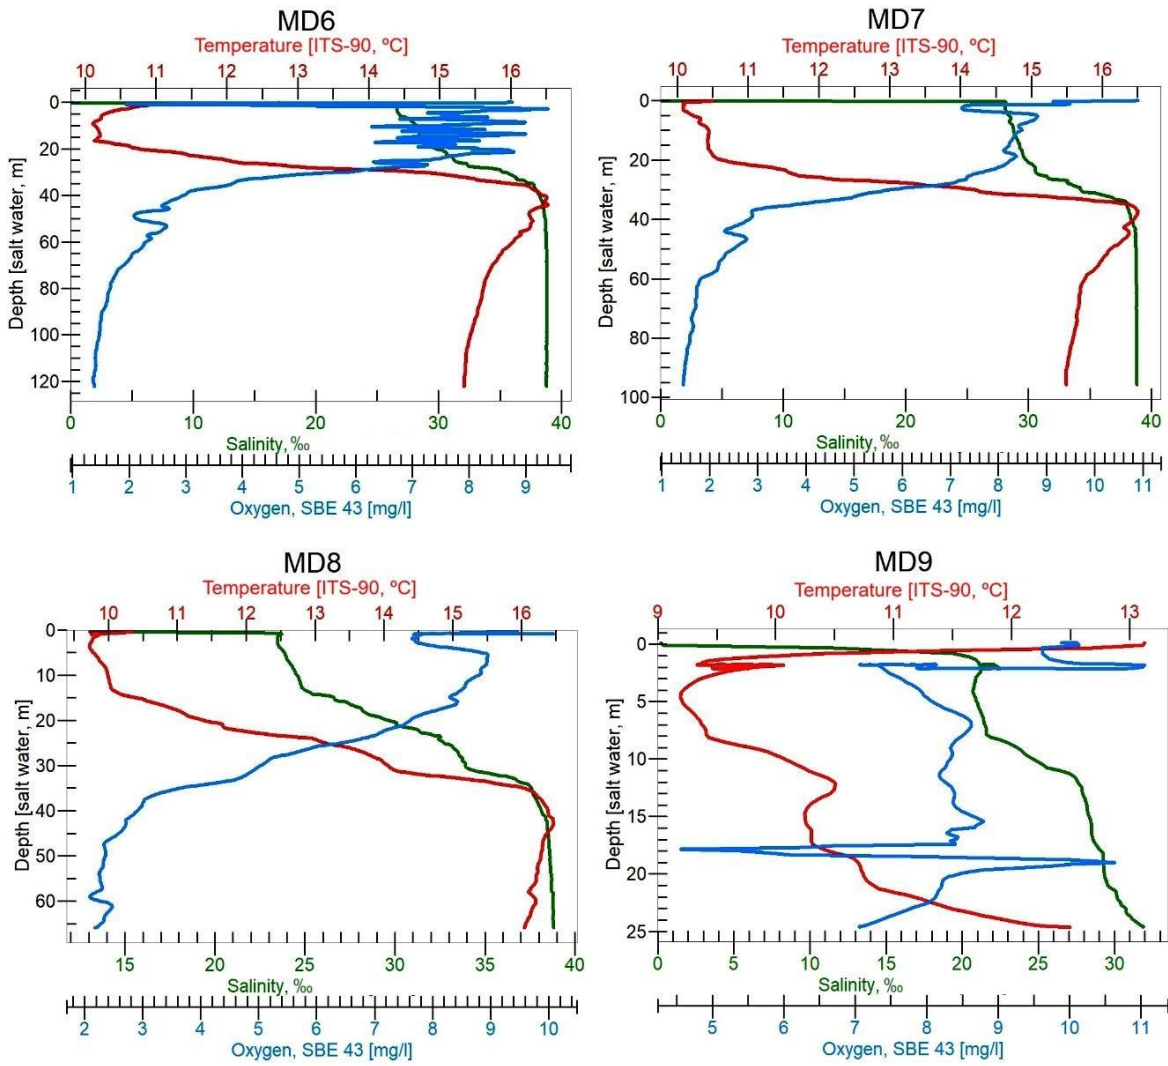 MD6
Temperature [ITS-90, ºC]
10 11 12 13 14 15 16
Depth [salt water, m]
0
20
40
60
80
100
120
0 10 20 30 40
Salinity, ‰
1 2 3 4 5 6 7 8 9
Oxygen, SBE 43 [mg/l]
MD7
Temperature [ITS-90, ºC]
10 11 12 13 14 15 16
Depth [salt water, m]
0
20
40
60
80
100
0 10 20 30 40
Salinity, ‰
1 2 3 4 5 6 7 8 9 10 11
Oxygen, SBE 43 [mg/l]
MD8
Temperature [ITS-90, ºC]
10 11 12 13 14 15 16
Depth [salt water, m]
0
10
20
30
40
50
60
15 20 25 30 35 40
Salinity, ‰
2 3 4 5 6 7 8 9 10
Oxygen, SBE 43 [mg/l]
MD9
Temperature [ITS-90, ºC]
9 10 11 12 13
Depth [salt water, m]
0
5
10
15
20
25
0 5 10 15 20 25 30
Salinity, ‰
5 6 7 8 9 10 11
Oxygen, SBE 43 [mg/l]